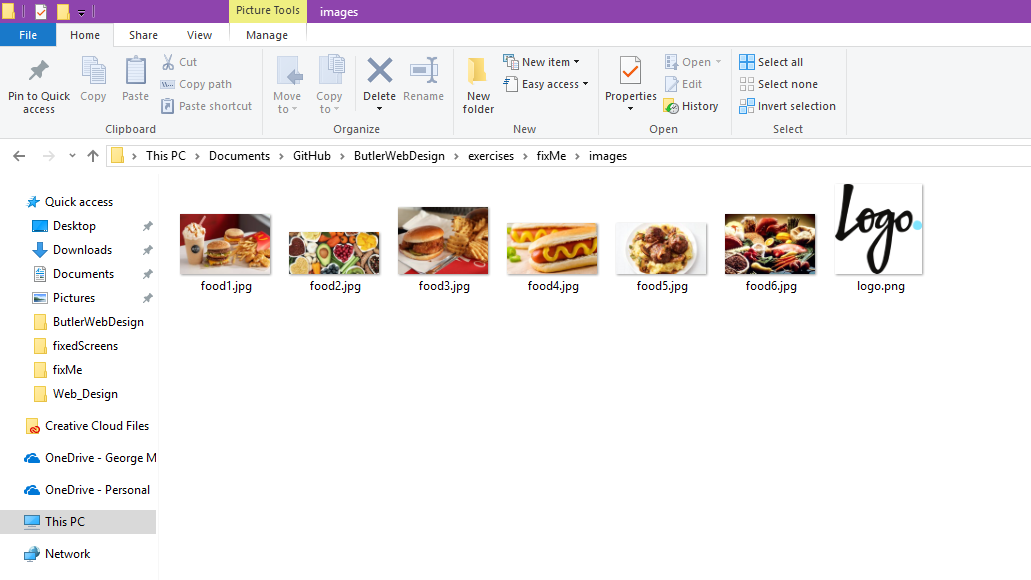 Picture Tools images
File Home Share View Manage
Pin to Quick access
Copy
Paste
Cut
Copy path
Paste shortcut
Clipboard
Move to
Copy to
Delete
Rename
Organize
New folder
New item
Easy access
New
Properties
Open
Edit
History
Open
Select all
Select none
Invert selection
Select
This PC > Documents > GitHub > ButlerWebDesign > exercises > fixMe > images
Quick access
Desktop
Downloads
Documents
Pictures
ButlerWebDesign
fixedScreens
fixMe
Web_Design
Creative Cloud Files
OneDrive - George M
OneDrive - Personal
This PC
Network
Logo
food1.jpg food2.jpg food3.jpg food4.jpg food5.jpg food6.jpg logo.png